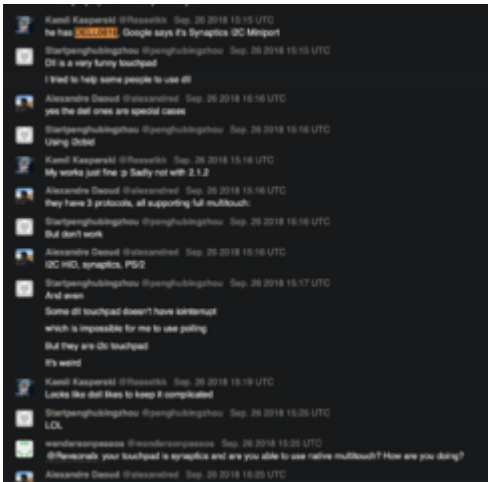 Kamil Kasperski @Ressetkk Sep. 26 2018 15:15 UTC
he has Google says it's Synaptics I2C Miniport
Startpenghubingzhou @penghubingzhou Sep. 26 2018 15:15 UTC
Dll is a very funny touchpad
I tried to help some people to use dll
Alexandre Daoud @alexandred Sep. 26 2018 15:16 UTC
yes the dell ones are special cases
Startpenghubingzhou @penghubingzhou Sep. 26 2018 15:16 UTC
Using
Kamil Kasperski @Ressetkk Sep. 26 2018 15:16 UTC
My works just fine :p Sadly not with 2.1.2
Alexandre Daoud @alexandred Sep. 26 2018 15:16 UTC
they have 3 protocols, all supporting full multitouch:
Startpenghubingzhou @penghubingzhou Sep. 26 2018 15:16 UTC
But don't work
Alexandre Daoud @alexandred Sep. 26 2018 15:16 UTC
I2C HID, synaptics, PS/2
Startpenghubingzhou @penghubingzhou Sep. 26 2018 15:17 UTC
And even
Some dll touchpad doesn't have iointerrupt
which is impossible for me to use polling
But they are i2c touchpad
It's weird
Kamil Kasperski @Ressetkk Sep. 26 2018 15:19 UTC
Looks like dell likes to keep it complicated
Startpenghubingzhou @penghubingzhou Sep. 26 2018 15:25 UTC
LOL
wendersonpassos @wendersonpassos Sep. 26 2018 15:25 UTC
your touchpad is synaptics and are you able to use native multitouch? How are you doing?
Alexandre Daoud @alexandred Sep. 26 2018 15:26 UTC